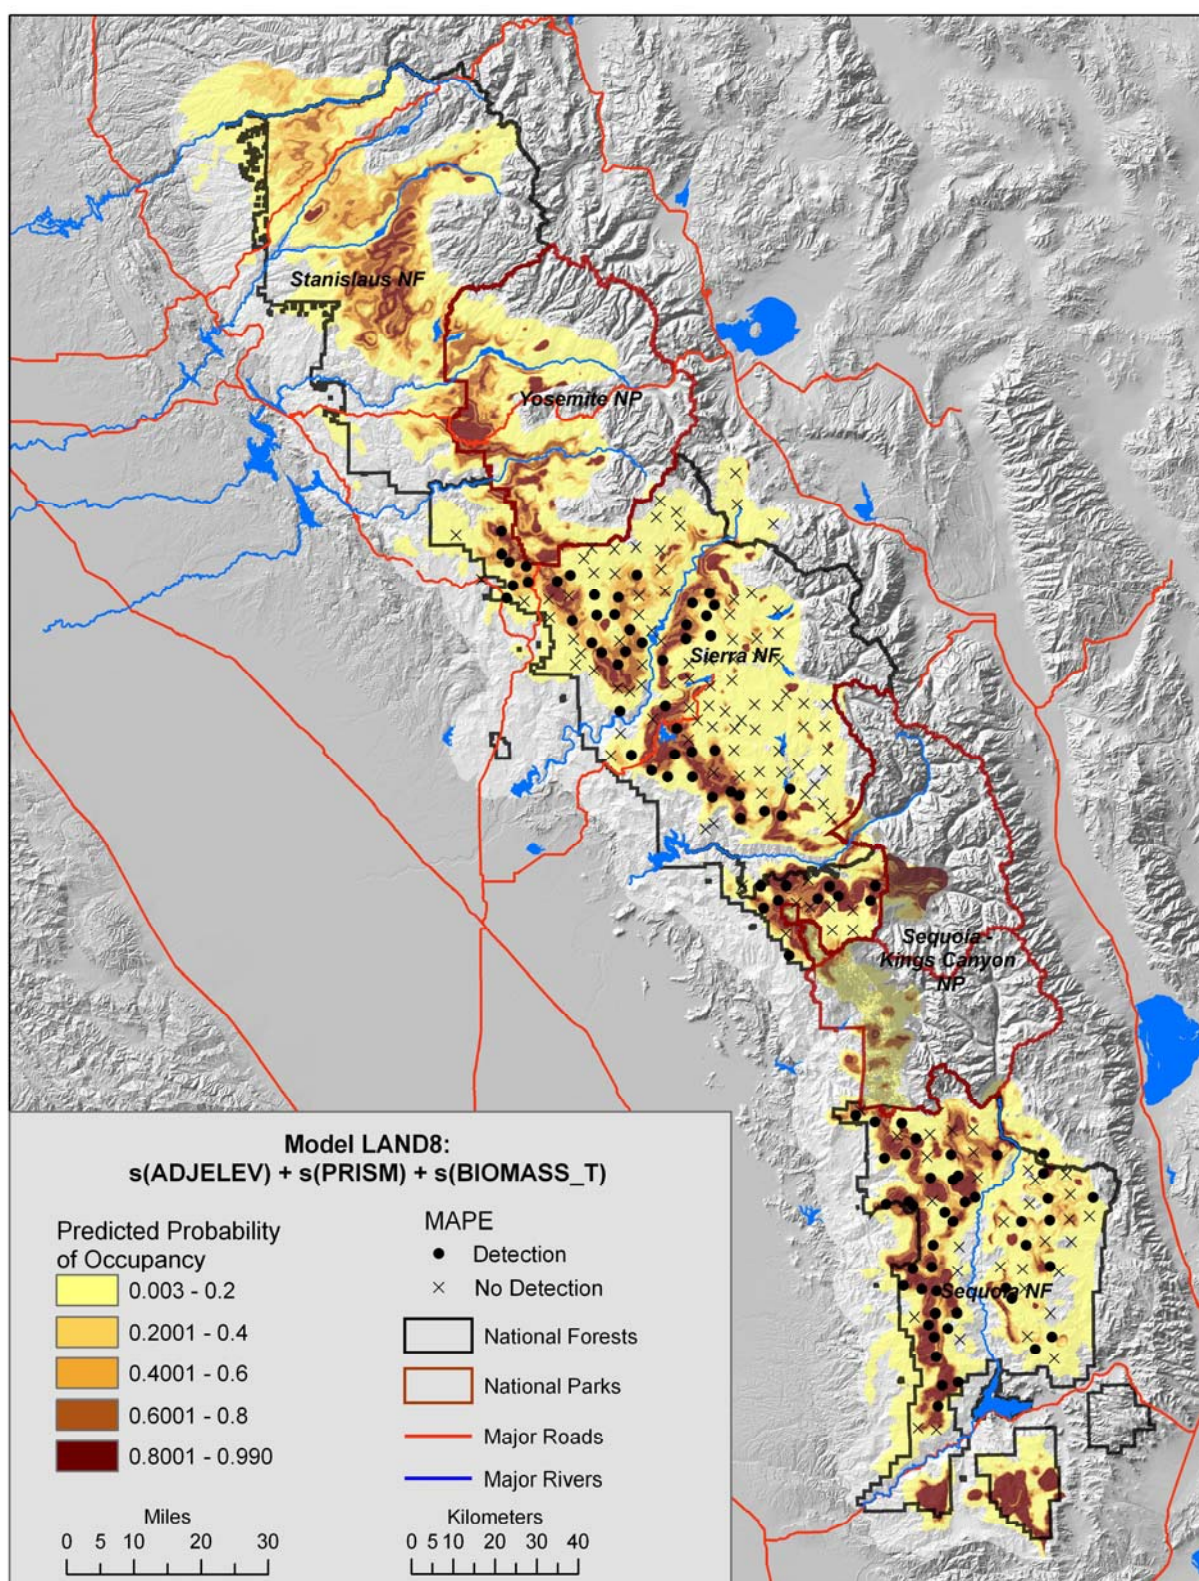 Stanislaus NF
Yosemite NP
Sierra NF
Sequoia -
Kings Canyon
NP
Sequoia NF
Model LAND8:
s(ADJELEV) + s(PRISM) + s(BIOMASS_T)
Predicted Probability
of Occupancy
0.003 - 0.2
0.2001 - 0.4
0.4001 - 0.6
0.6001 - 0.8
0.8001 - 0.990
MAPE
Detection
No Detection
National Forests
National Parks
Major Roads
Major Rivers
Miles
0 5 10 20 30
Kilometers
0 5 10 20 30 40